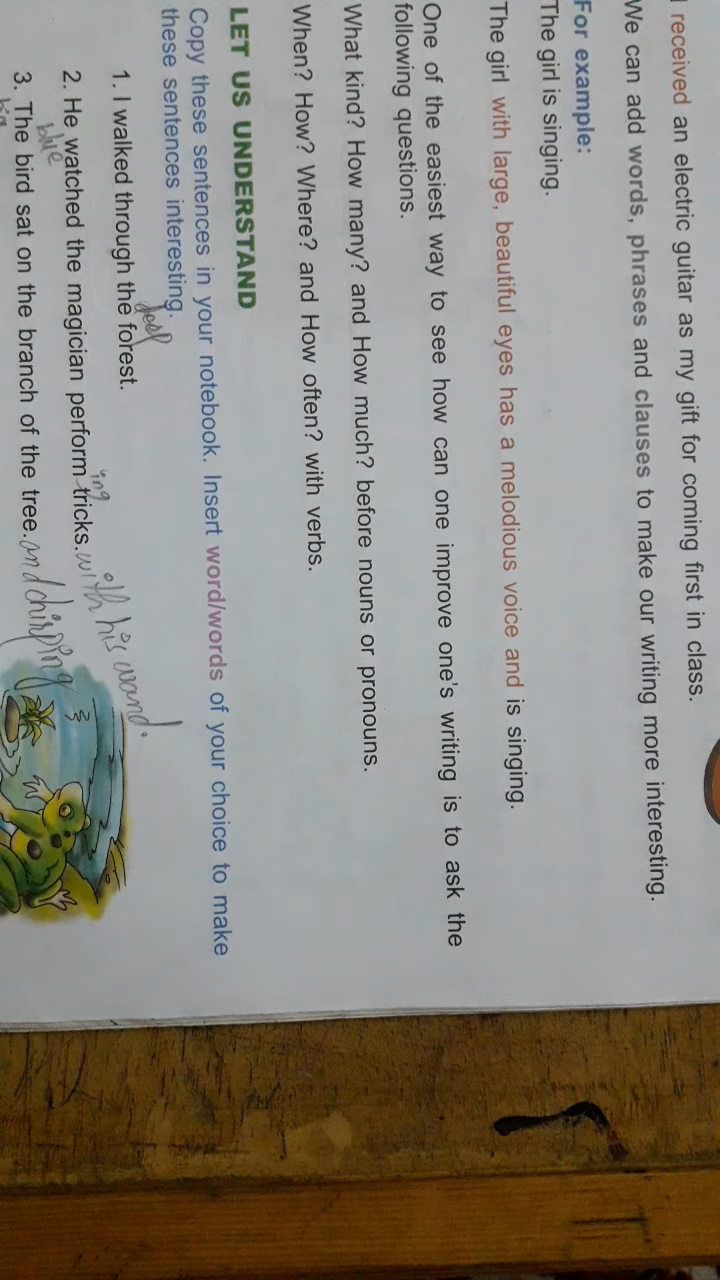 I received an electric guitar as my gift for coming first in class.
We can add words, phrases and clauses to make our writing more interesting.
For example:
The girl is singing.
The girl with large, beautiful eyes has a melodious voice and is singing.
One of the easiest way to see how can one improve one's writing is to ask the
following questions.
What kind? How many? and How much? before nouns or pronouns.
When? How? Where? and How often? with verbs.
LET US UNDERSTAND
Copy these sentences in your notebook. Insert word/words of your choice to make
these sentences interesting.
deep
1. I walked through the forest.
ing
2. He watched the magician perform tricks. with his wand.
blue
3. The bird sat on the branch of the tree. and chirping
big